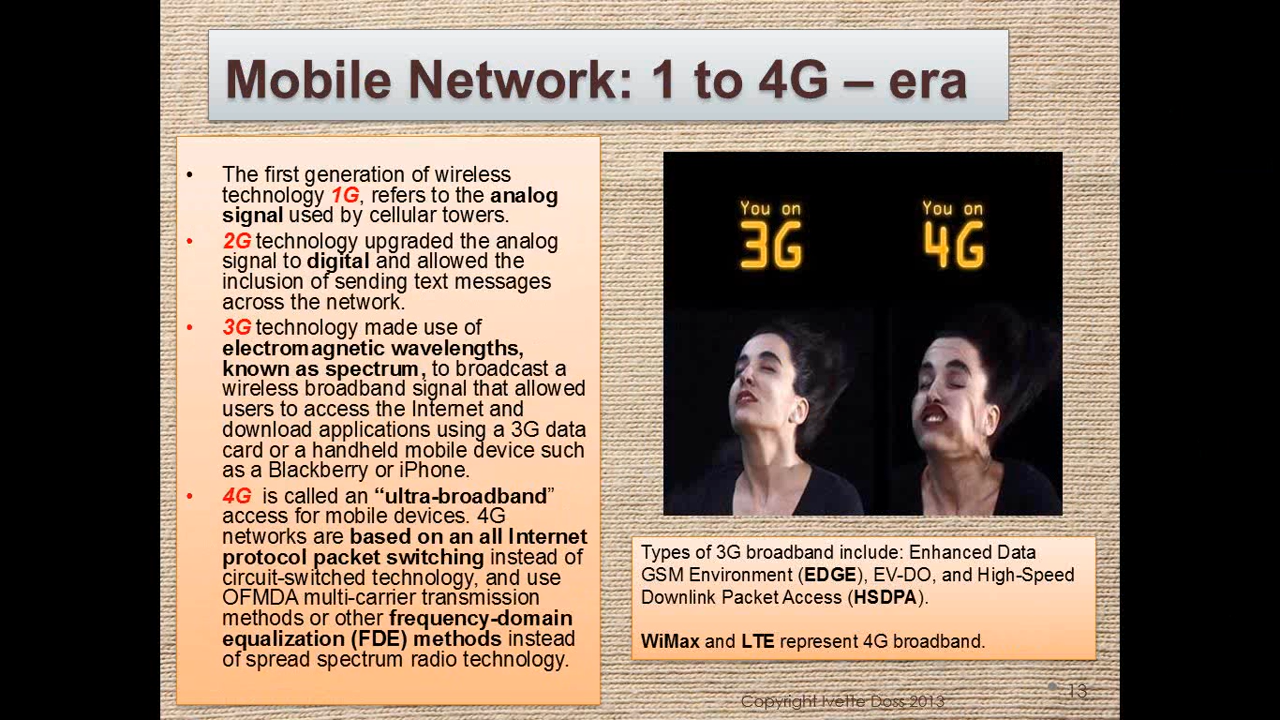 Mobile Network: 1 to 4G – era
• The first generation of wireless
technology 1G, refers to the analog
signal used by cellular towers.
• 2G technology upgraded the analog
signal to digital and allowed the
inclusion of sending text messages
across the network.
• 3G technology made use of
electromagnetic wavelengths,
known as spectrum, to broadcast a
wireless broadband signal that allowed
users to access the Internet and
download applications using a 3G data
card or a handheld mobile device such
as a Blackberry or iPhone.
• 4G is called an “ultra-broadband”
access for mobile devices. 4G
networks are based on an all Internet
protocol packet switching instead of
circuit-switched technology, and use
OFMDA multi-carrier transmission
methods or other frequency-domain
equalization (FDE) methods instead
of spread spectrum radio technology.
You on
3G
You on
4G
Types of 3G broadband include: Enhanced Data
GSM Environment (EDGE), EV-DO, and High-Speed
Downlink Packet Access (HSDPA).
WiMax and LTE represent 4G broadband.
Copyright Ivette Doss 2013
• 13